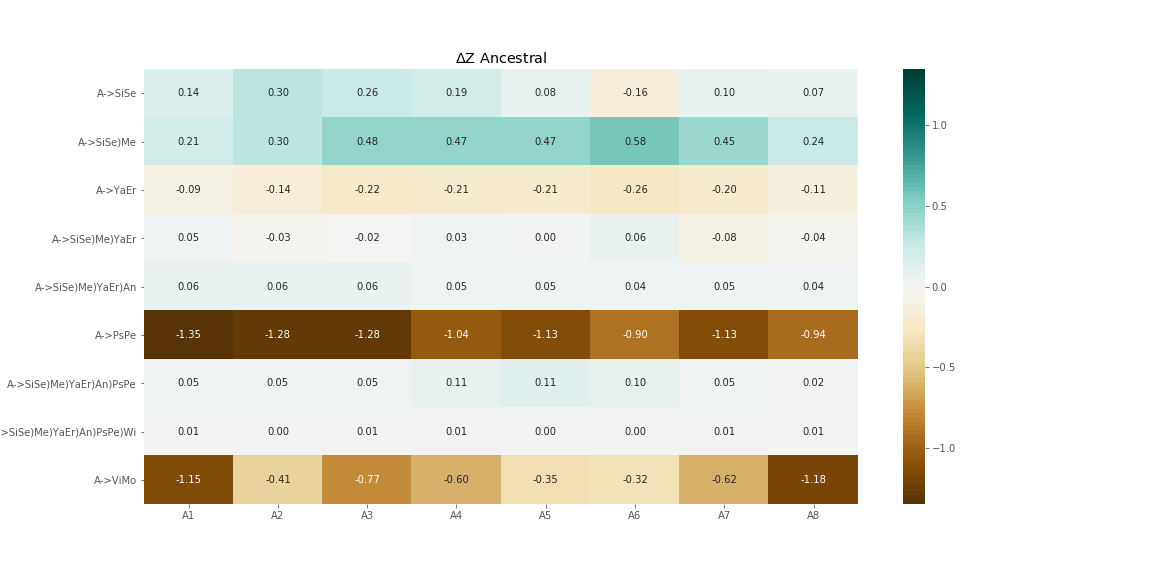 ΔZ Ancestral
A->SiSe 0.14 0.30 0.26 0.19 0.08 -0.16 0.10 0.07
A->SiSe)Me 0.21 0.30 0.48 0.47 0.47 0.58 0.45 0.24
A->YaEr -0.09 -0.14 -0.22 -0.21 -0.21 -0.26 -0.20 -0.11
A->SiSe)Me)YaEr 0.05 -0.03 -0.02 0.03 0.00 0.06 -0.08 -0.04
A->SiSe)Me)YaEr)An 0.06 0.06 0.06 0.05 0.05 0.04 0.05 0.04
A->PsPe -1.35 -1.28 -1.28 -1.04 -1.13 -0.90 -1.13 -0.94
A->SiSe)Me)YaEr)An)PsPe 0.05 0.05 0.05 0.11 0.11 0.10 0.05 0.02
>SiSe)Me)YaEr)An)PsPe)Wi 0.01 0.00 0.01 0.01 0.00 0.00 0.01 0.01
A->ViMo -1.15 -0.41 -0.77 -0.60 -0.35 -0.32 -0.62 -1.18
A1 A2 A3 A4 A5 A6 A7 A8
1.0
0.5
0.0
−0.5
−1.0